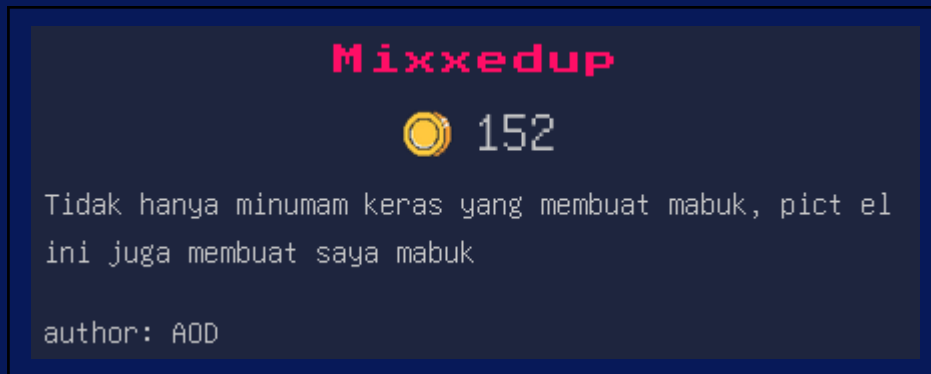 Mixxedup
152
Tidak hanya minumam keras yang membuat mabuk, pict el
ini juga membuat saya mabuk
author: AOD